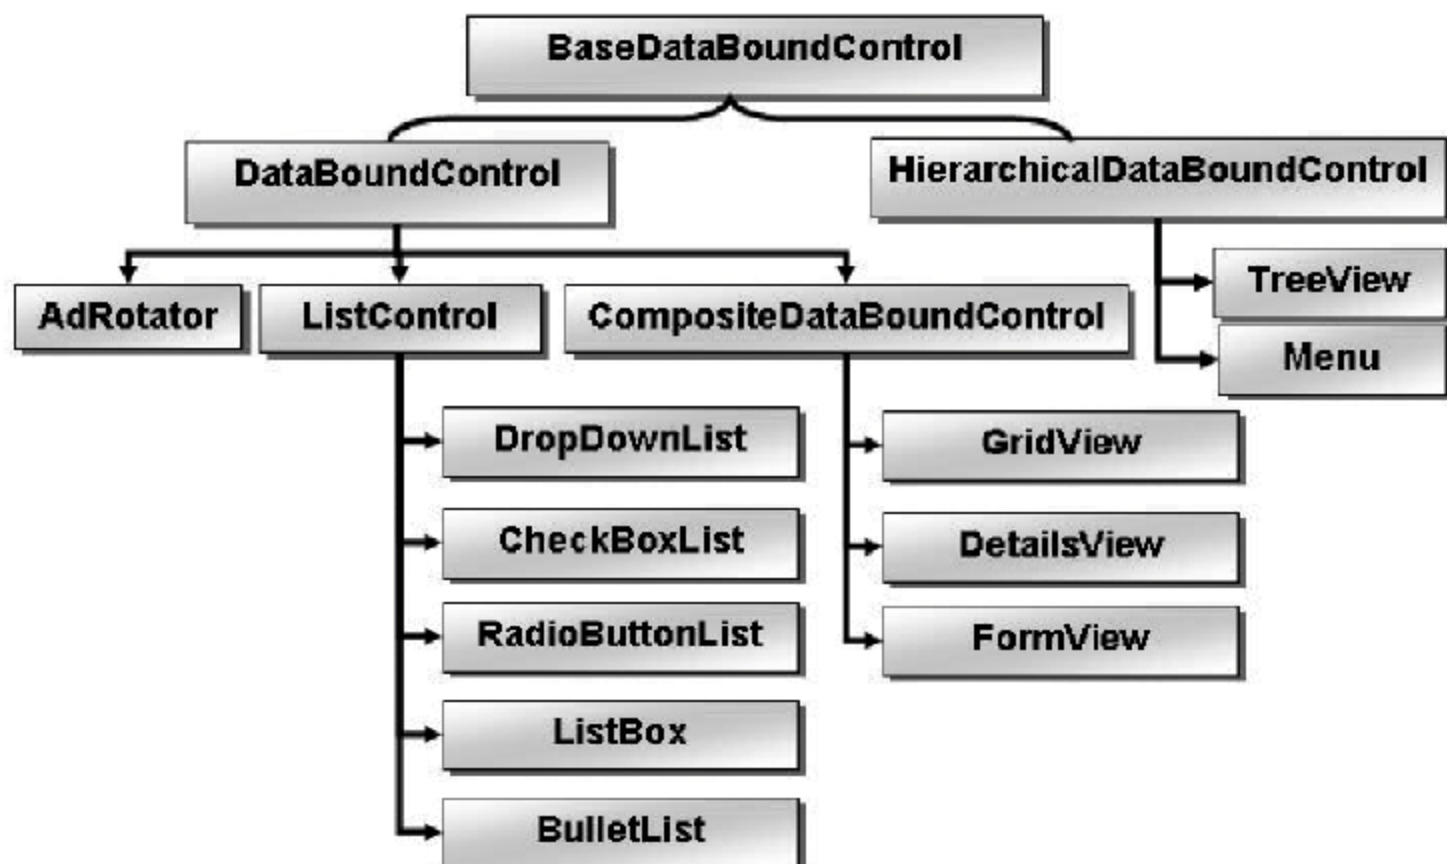 BaseDataBoundControl
DataBoundControl
HierarchicalDataBoundControl
AdRotator
ListControl
CompositeDataBoundControl
TreeView
Menu
DropDownList
CheckBoxList
RadioButtonList
ListBox
BulletList
GridView
DetailsView
FormView